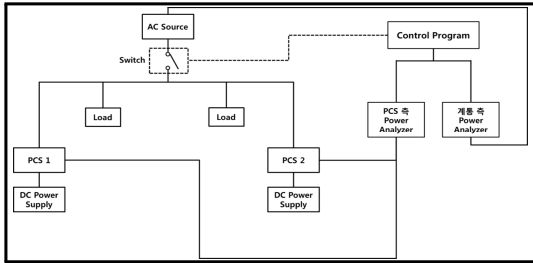 AC Source
Control Program
Switch
Load
Load
PCS 측
Power
Analyzer
계통 측
Power
Analyzer
PCS 1
PCS 2
DC Power
Supply
DC Power
Supply